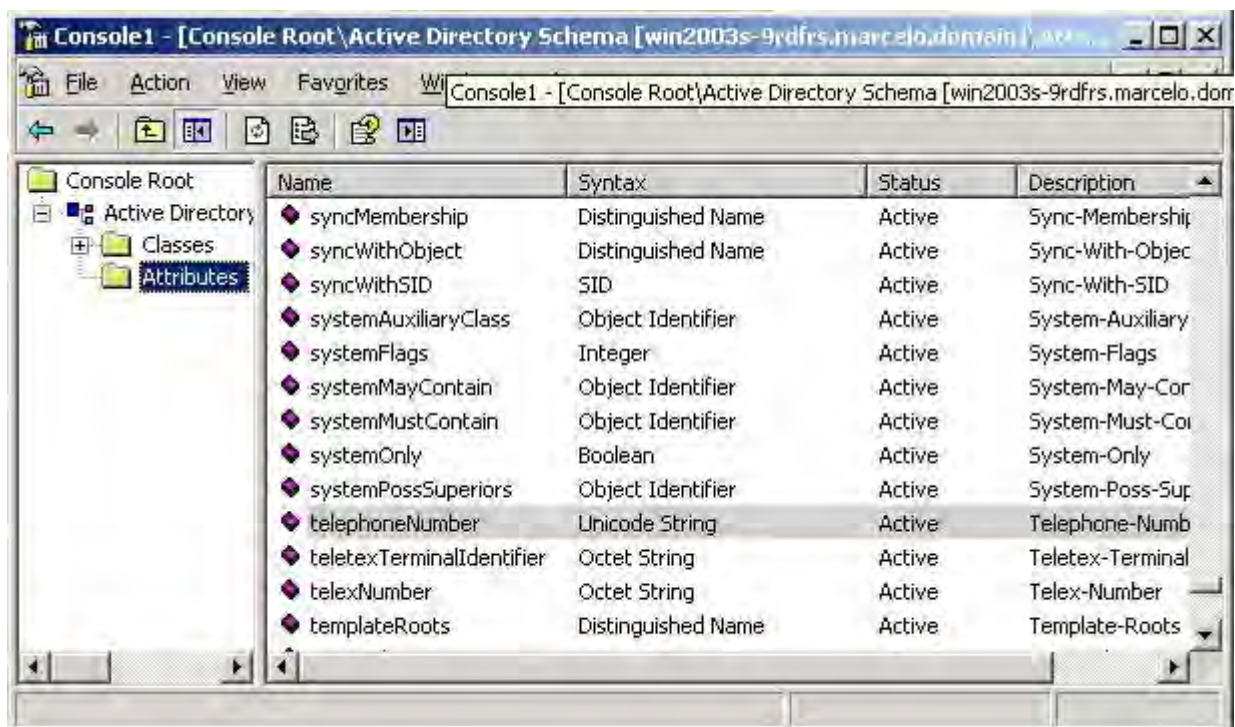 Console1 - [Console Root\Active Directory Schema [win2003s-9rdfrs.marcelo.domain
File Action View Favorites
Console1 - [Console Root\Active Directory Schema [win2003s-9rdfrs.marcelo.dom
Console Root
Active Directory
Classes
Attributes
Name Syntax Status Description
syncMembership Distinguished Name Active Sync-Membership
syncWithObject Distinguished Name Active Sync-With-Objec
syncWithSID SID Active Sync-With-SID
systemAuxiliaryClass Object Identifier Active System-Auxiliary
systemFlags Integer Active System-Flags
systemMayContain Object Identifier Active System-May-Cor
systemMustContain Object Identifier Active System-Must-Coi
systemOnly Boolean Active System-Only
systemPossSuperiors Object Identifier Active System-Poss-Sup
telephoneNumber Unicode String Active Telephone-Numb
teletexTerminalIdentifier Octet String Active Teletex-Terminal
telexNumber Octet String Active Telex-Number
templateRoots Distinguished Name Active Template-Roots